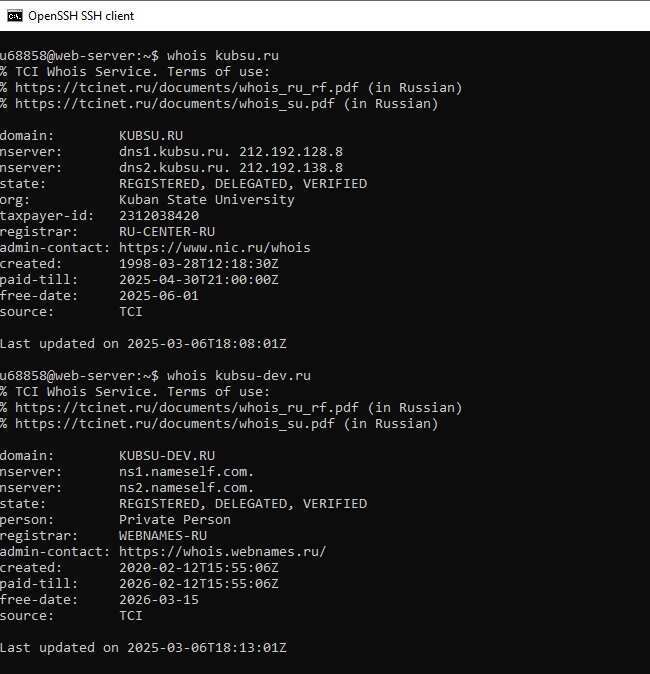 OpenSSH SSH client
u68858@web-server:~$ whois kubsu.ru
% TCI Whois Service. Terms of use:
% https://tcinet.ru/documents/whois_ru_rf.pdf (in Russian)
% https://tcinet.ru/documents/whois_su.pdf (in Russian)
domain:        KUBSU.RU
nserver:       dns1.kubsu.ru. 212.192.128.8
nserver:       dns2.kubsu.ru. 212.192.138.8
state:         REGISTERED, DELEGATED, VERIFIED
org:           Kuban State University
taxpayer-id:   2312038420
registrar:     RU-CENTER-RU
admin-contact: https://www.nic.ru/whois
created:       1998-03-28T12:18:30Z
paid-till:     2025-04-30T21:00:00Z
free-date:     2025-06-01
source:        TCI
Last updated on 2025-03-06T18:08:01Z
u68858@web-server:~$ whois kubsu-dev.ru
% TCI Whois Service. Terms of use:
% https://tcinet.ru/documents/whois_ru_rf.pdf (in Russian)
% https://tcinet.ru/documents/whois_su.pdf (in Russian)
domain:        KUBSU-DEV.RU
nserver:       ns1.nameself.com.
nserver:       ns2.nameself.com.
state:         REGISTERED, DELEGATED, VERIFIED
person:        Private Person
registrar:     WEBNAMES-RU
admin-contact: https://whois.webnames.ru/
created:       2020-02-12T15:55:06Z
paid-till:     2026-02-12T15:55:06Z
free-date:     2026-03-15
source:        TCI
Last updated on 2025-03-06T18:13:01Z